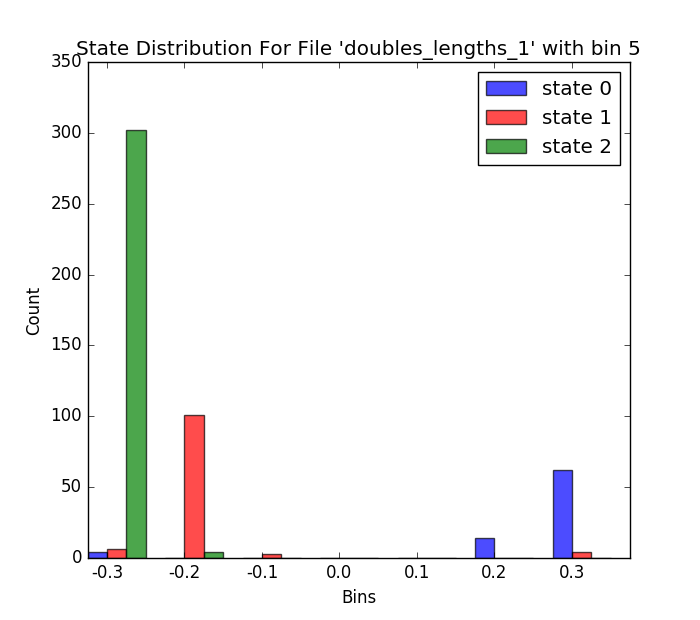 State Distribution For File 'doubles_lengths_1' with bin 5
350
300
250
200
150
100
50
0
Count
state 0
state 1
state 2
-0.3 -0.2 -0.1 0.0 0.1 0.2 0.3
Bins